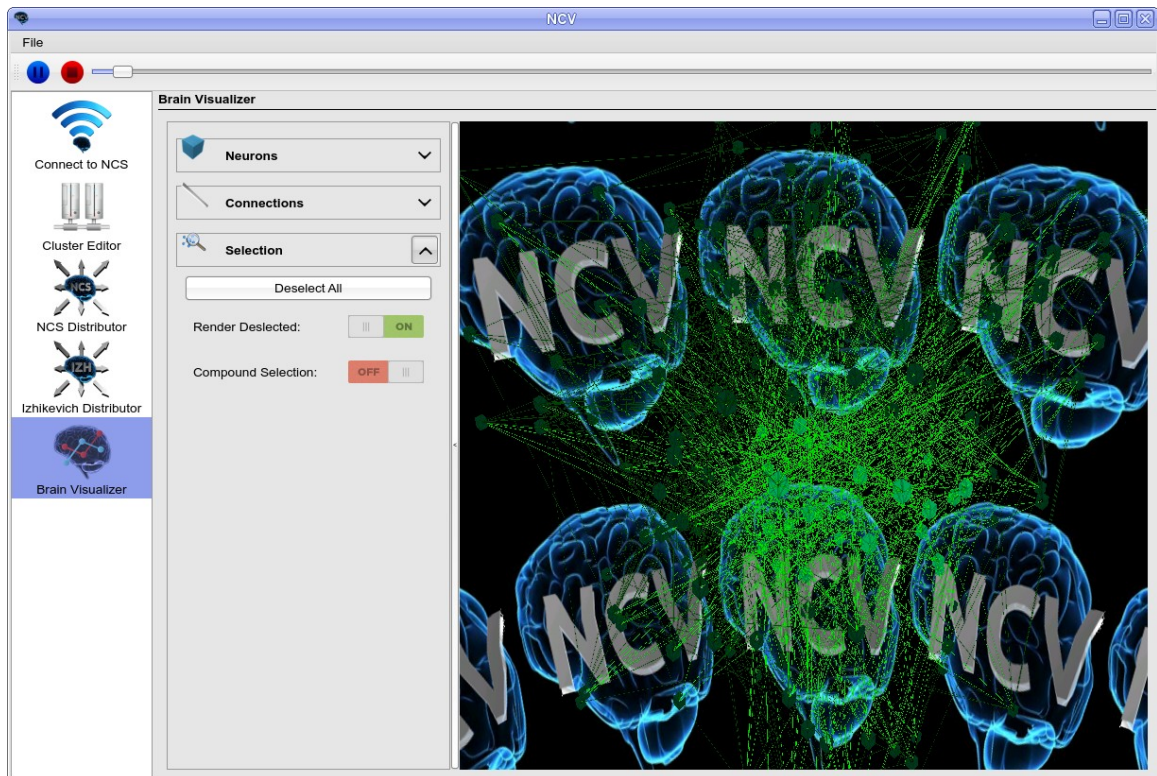 NCV
File
Brain Visualizer
Connect to NCS
Cluster Editor
NCS
NCS Distributor
IZH
Izhikevich Distributor
Brain Visualizer
Neurons
Connections
Selection
Deselect All
Render Deslected:
ON
Compound Selection:
OFF
NCV
NCV
NCV
NCV
NCV
NCV